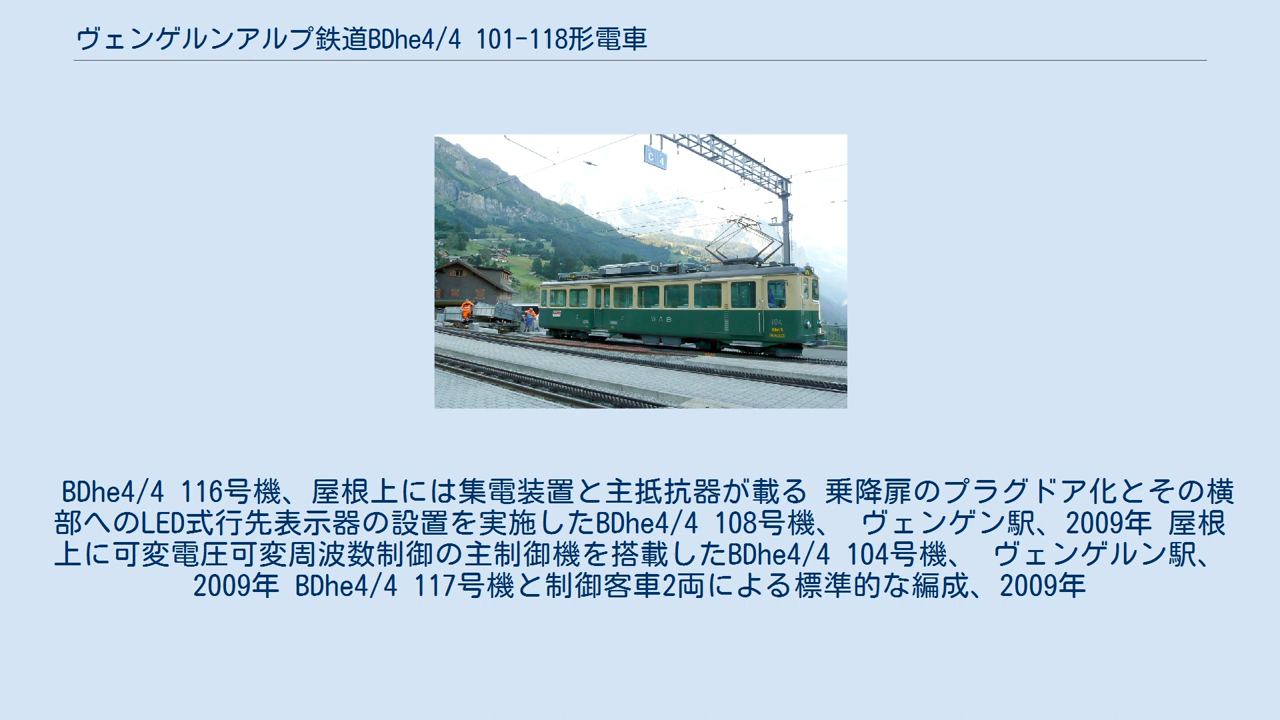 ヴェンゲルンアルプ鉄道BDhe4/4 101-118形電車
C 4
W A B
104
BDhe4/4 116号機、屋根上には集電装置と主抵抗器が載る 乗降扉のプラグドア化とその横
部へのLED式行先表示器の設置を実施したBDhe4/4 108号機、 ヴェンゲン駅、2009年 屋根
上に可変電圧可変周波数制御の主制御機を搭載したBDhe4/4 104号機、 ヴェンゲルン駅、
2009年 BDhe4/4 117号機と制御客車2両による標準的な編成、2009年